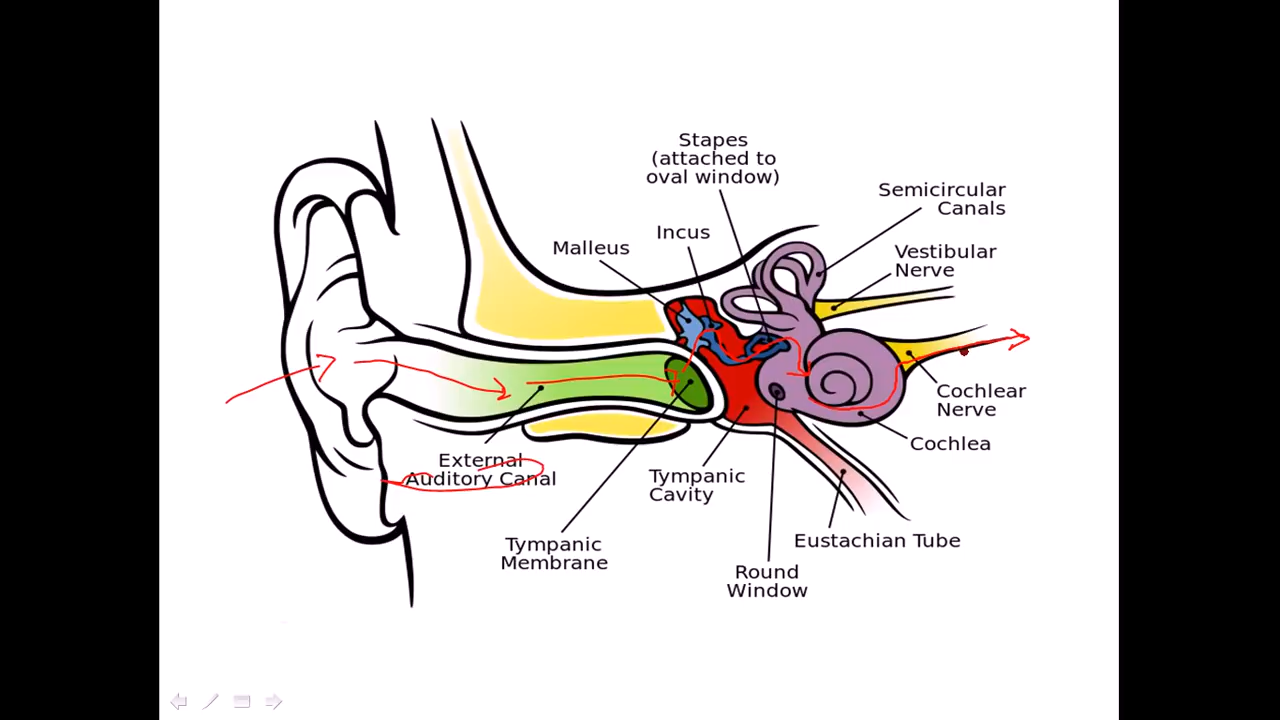 Stapes
(attached to
oval window)
Semicircular
Canals
Incus
Malleus
Vestibular
Nerve
Cochlear
Nerve
Cochlea
External
Auditory Canal
Tympanic
Cavity
Eustachian Tube
Tympanic
Membrane
Round
Window